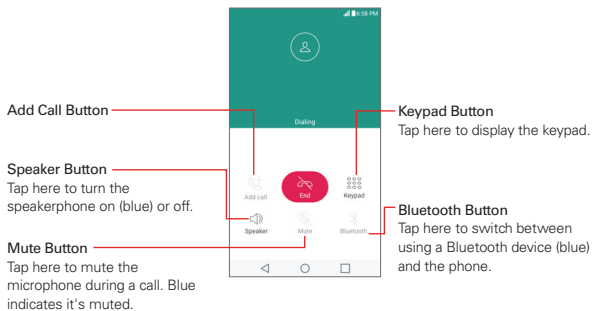 6:58 PM
Dialing
Add Call Button
Speaker Button
Tap here to turn the
speakerphone on (blue) or off.
Mute Button
Tap here to mute the
microphone during a call. Blue
indicates it's muted.
Add call
End
Keypad
Speaker
Mute
Bluetooth
Keypad Button
Tap here to display the keypad.
Bluetooth Button
Tap here to switch between
using a Bluetooth device (blue)
and the phone.